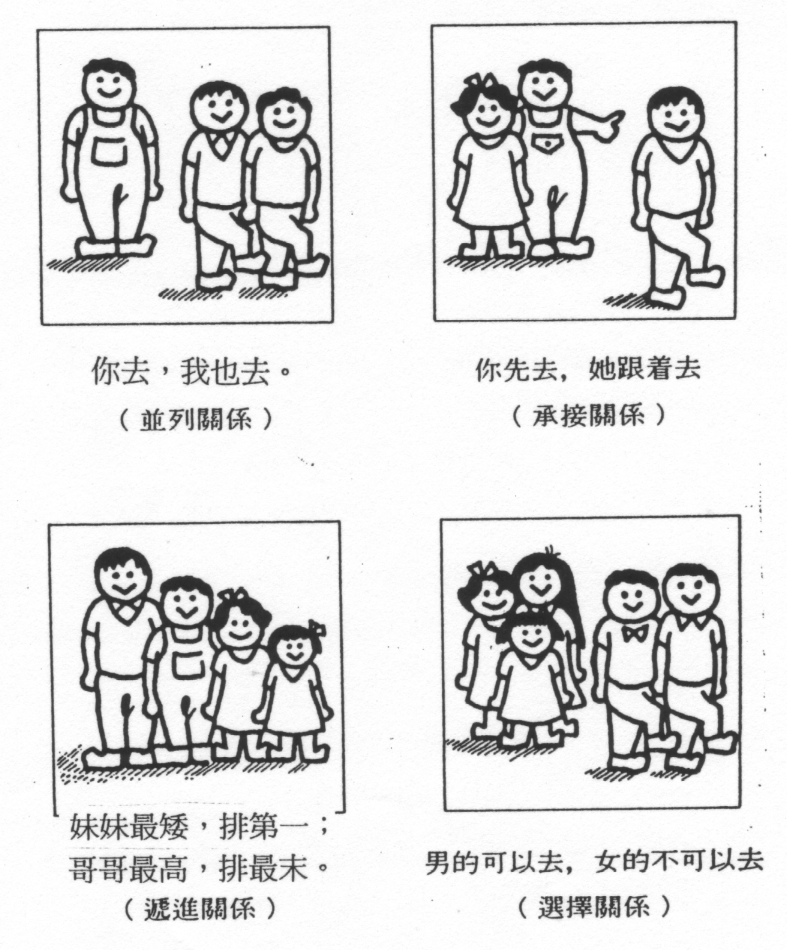 你去，我也去。
（並列關係）
你先去，她跟着去
（承接關係）
妹妹最矮，排第一；
哥哥最高，排最末。
（遞進關係）
男的可以去，女的不可以去
（選擇關係）